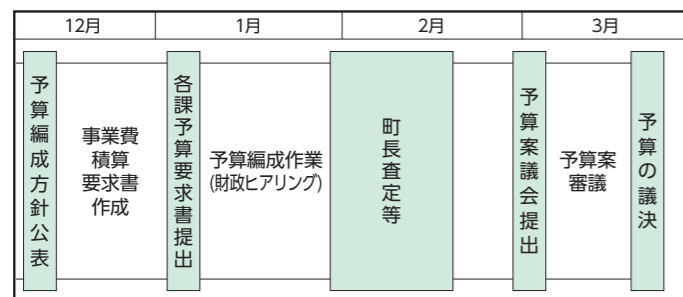 12月
1月
2月
3月
予算編成方針公表
事業費
積算
要求書
作成
各課予算要求書提出
予算編成作業
(財政ヒアリング)
町長査定等
予算案議会提出
予算案
審議
予算の議決